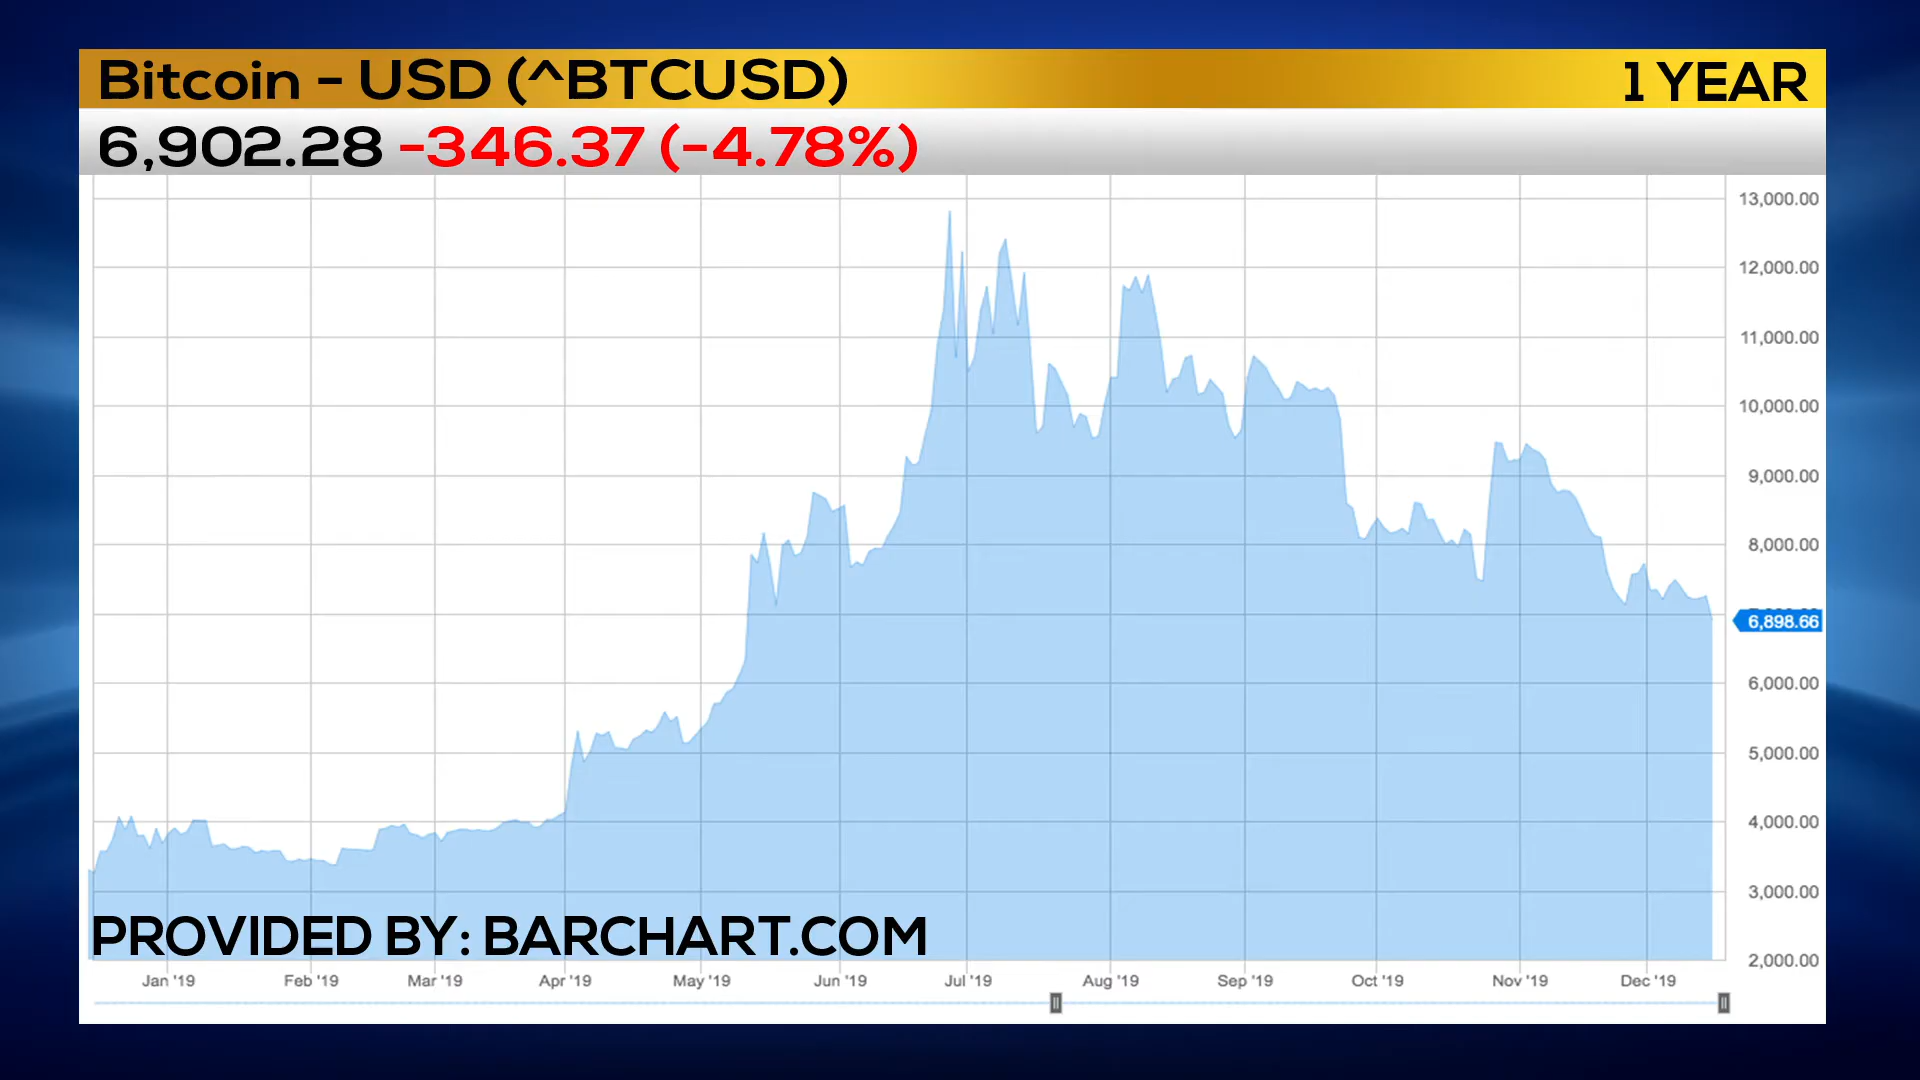 Bitcoin - USD (^BTCUSD)
1 YEAR
6,902.28 -346.37 (-4.78%)
13,000.00
12,000.00
11,000.00
10,000.00
9,000.00
8,000.00
6,898.66
6,000.00
5,000.00
4,000.00
3,000.00
2,000.00
PROVIDED BY: BARCHART.COM
Jan '19 Feb '19 Mar '19 Apr '19 May '19 Jun '19 Jul '19 Aug '19 Sep '19 Oct '19 Nov '19 Dec '19